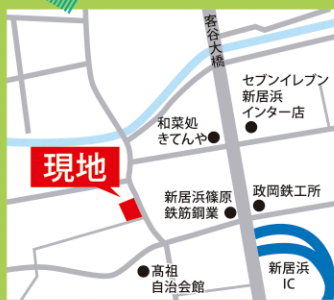 客谷大橋
セブンイレブン
新居浜
インター店
和菜処
きてんや
現地
新居浜篠原
鉄筋鋼業
政岡鉄工所
髙祖
自治会館
新居浜
IC